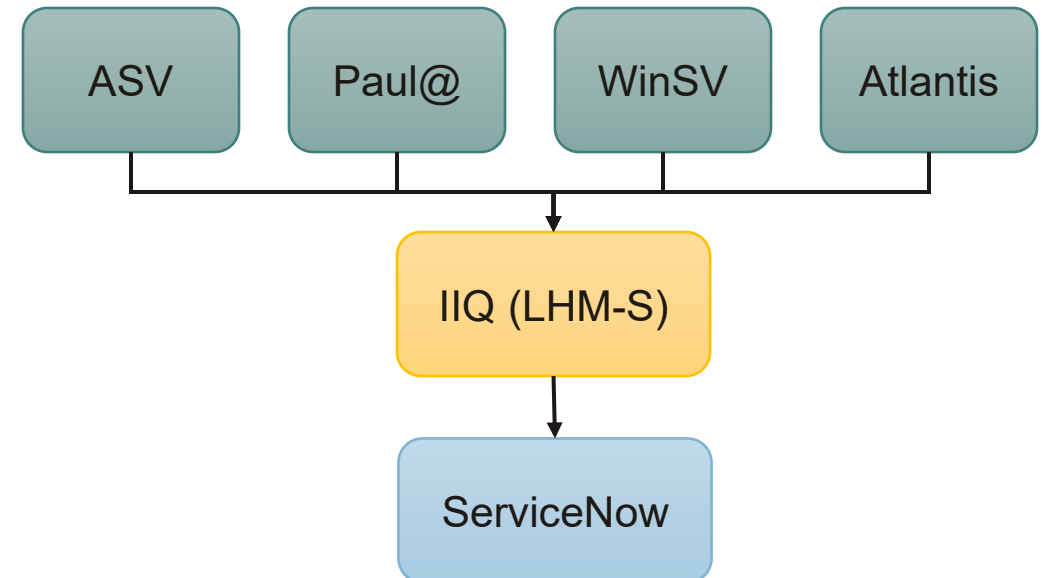 ASV
Paul@
WinSV
Atlantis
IIQ (LHM-S)
ServiceNow